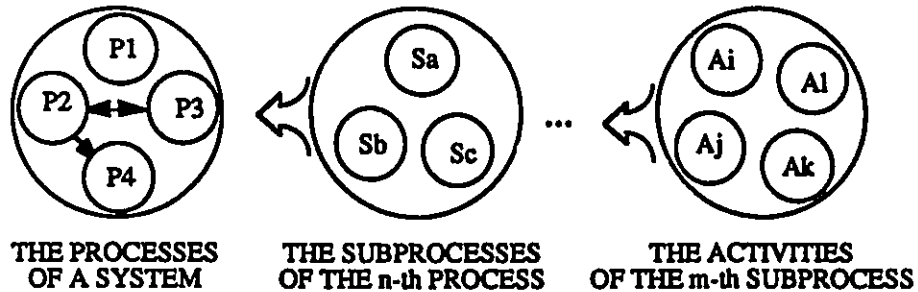 P1
P2
P3
P4
Sa
Sb
Sc
...
Ai
Al
Aj
Ak
THE PROCESSES
OF A SYSTEM
THE SUBPROCESSES
OF THE n-th PROCESS
THE ACTIVITIES
OF THE m-th SUBPROCESS